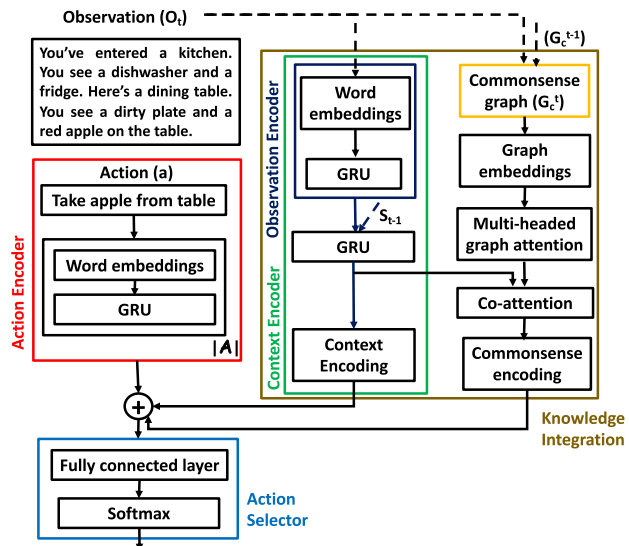 Observation (Oₜ)
(G_c^t-1)
You've entered a kitchen.
You see a dishwasher and a
fridge. Here's a dining table.
You see a dirty plate and a
red apple on the table.
Action Encoder
Action (a)
Take apple from table
Word embeddings
GRU
|A|
Context Encoder
Observation Encoder
Word
embeddings
GRU
S_t-1
GRU
Context
Encoding
Commonsense
graph (G_c^t)
Graph
embeddings
Multi-headed
graph attention
Co-attention
Commonsense
encoding
Knowledge
Integration
+
Fully connected layer
Softmax
Action
Selector